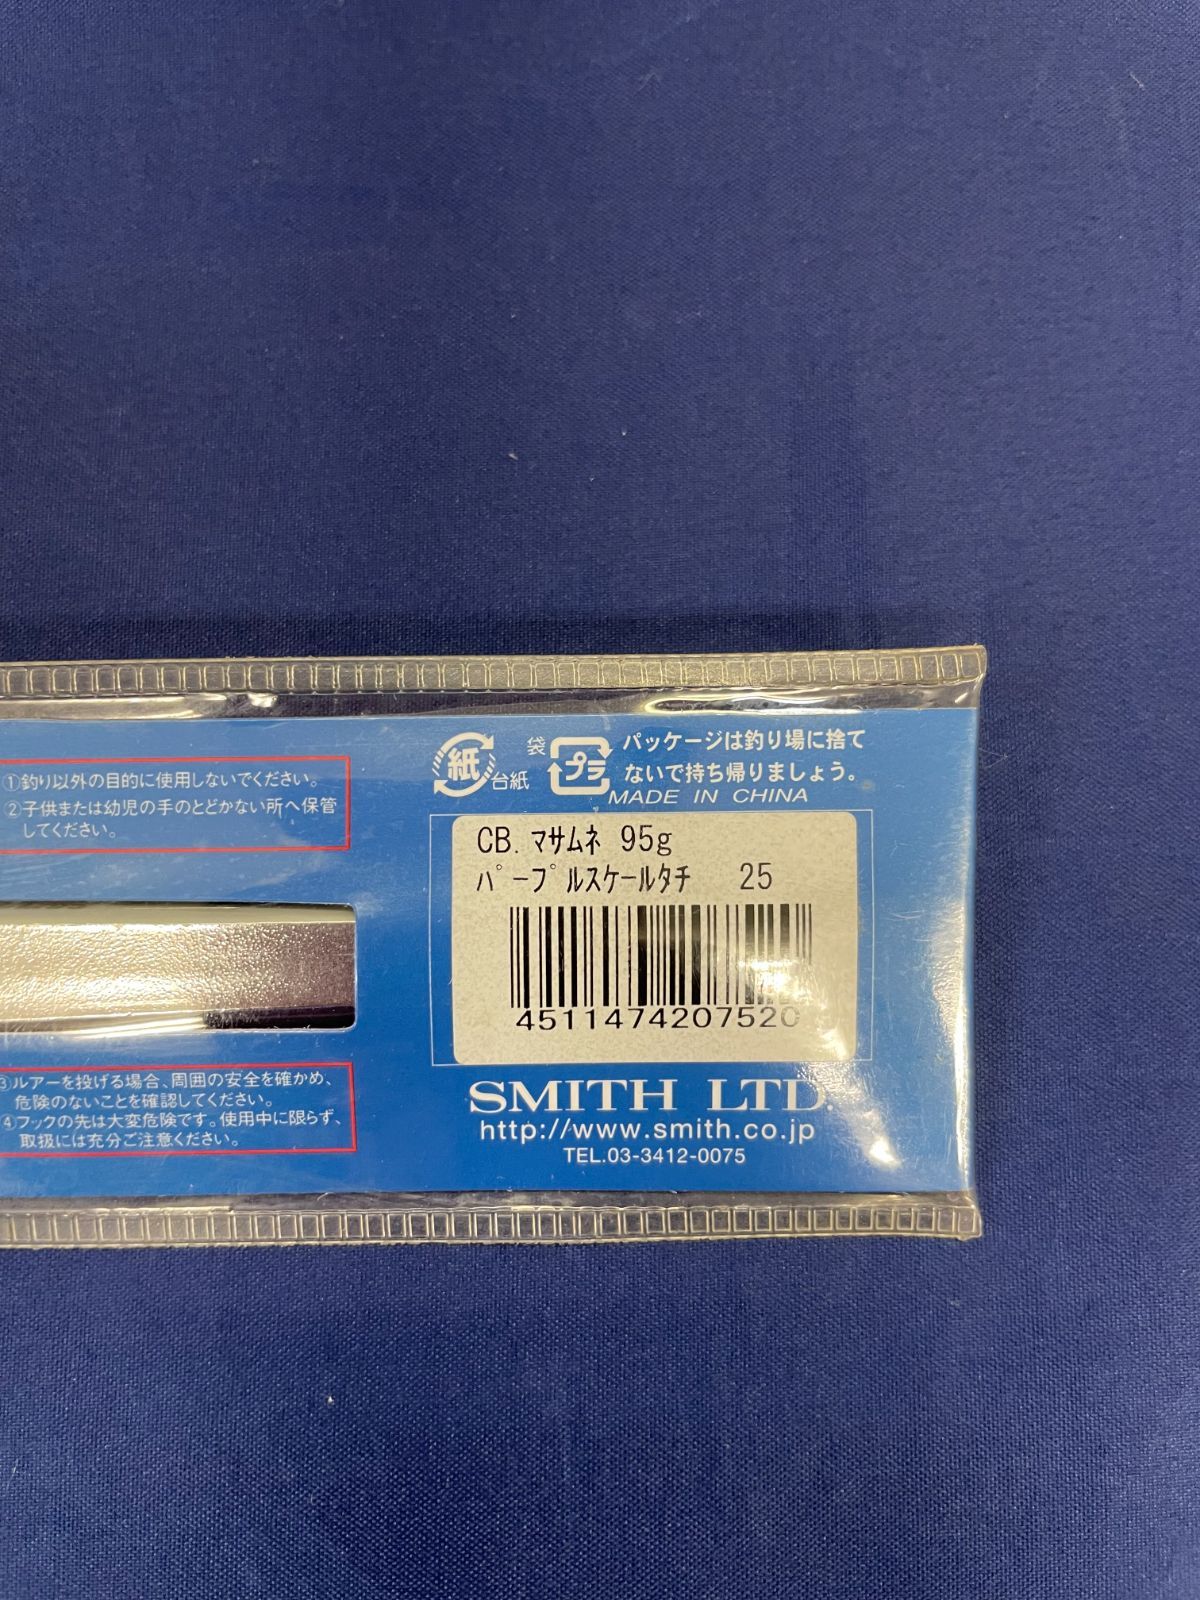 ①釣り以外の目的に使用しないでください。
②子供または幼児の手のとどかない所へ保管
してください。
③ルアーを投げる場合、周囲の安全を確かめ、
危険のないことを確認してください。
④フックの先は大変危険です。使用中に限らず、
取扱には充分ご注意ください。
紙
台紙
袋
プラ
パッケージは釣り場に捨て
ないで持ち帰りましょう。
MADE IN CHINA
CB. ﾏｻﾑﾈ 95g
ﾊﾟｰﾌﾟﾙｽｹｰﾙﾀﾁ 25
4511474207520
SMITH LTD.
http://www.smith.co.jp
TEL.03-3412-0075